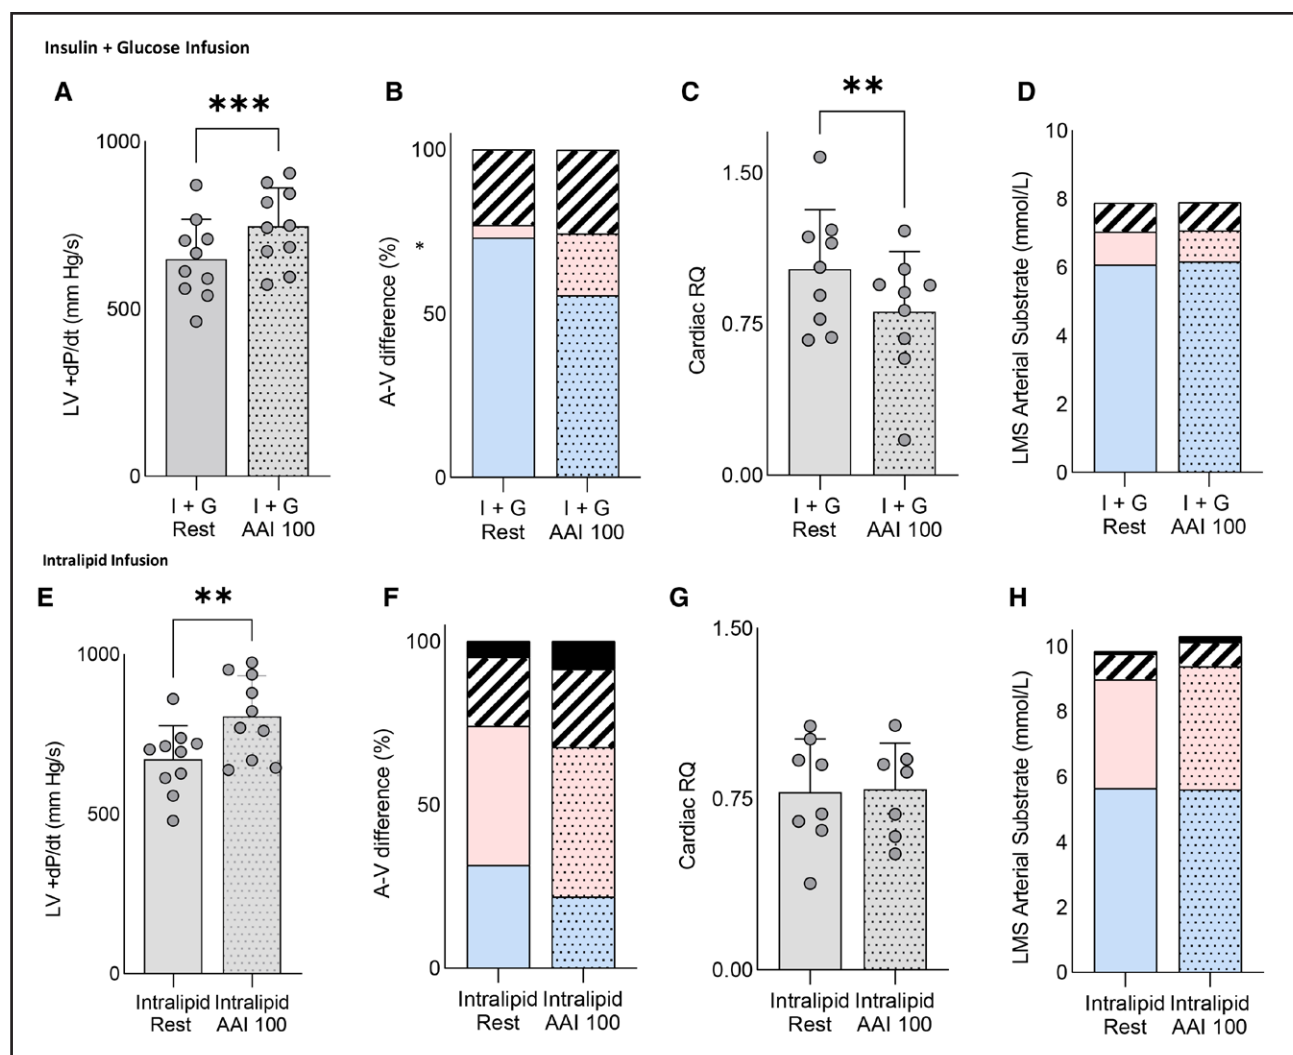 Insulin + Glucose Infusion
A
***
LV +dP/dt (mm Hg/s)
1000
500
0
I + G
Rest
I + G
AAI 100
B
A-V difference (%)
*
100
50
0
I + G
Rest
I + G
AAI 100
C
**
Cardiac RQ
1.50
0.75
0.00
I + G
Rest
I + G
AAI 100
D
LMS Arterial Substrate (mmol/L)
10
8
6
4
2
0
I + G
Rest
I + G
AAI 100
Intralipid Infusion
E
**
LV +dP/dt (mm Hg/s)
1000
500
0
Intralipid
Rest
Intralipid
AAI 100
F
A-V difference (%)
100
50
0
Intralipid
Rest
Intralipid
AAI 100
G
Cardiac RQ
1.50
0.75
0.00
Intralipid
Rest
Intralipid
AAI 100
H
LMS Arterial Substrate (mmol/L)
10
8
6
4
2
0
Intralipid
Rest
Intralipid
AAI 100